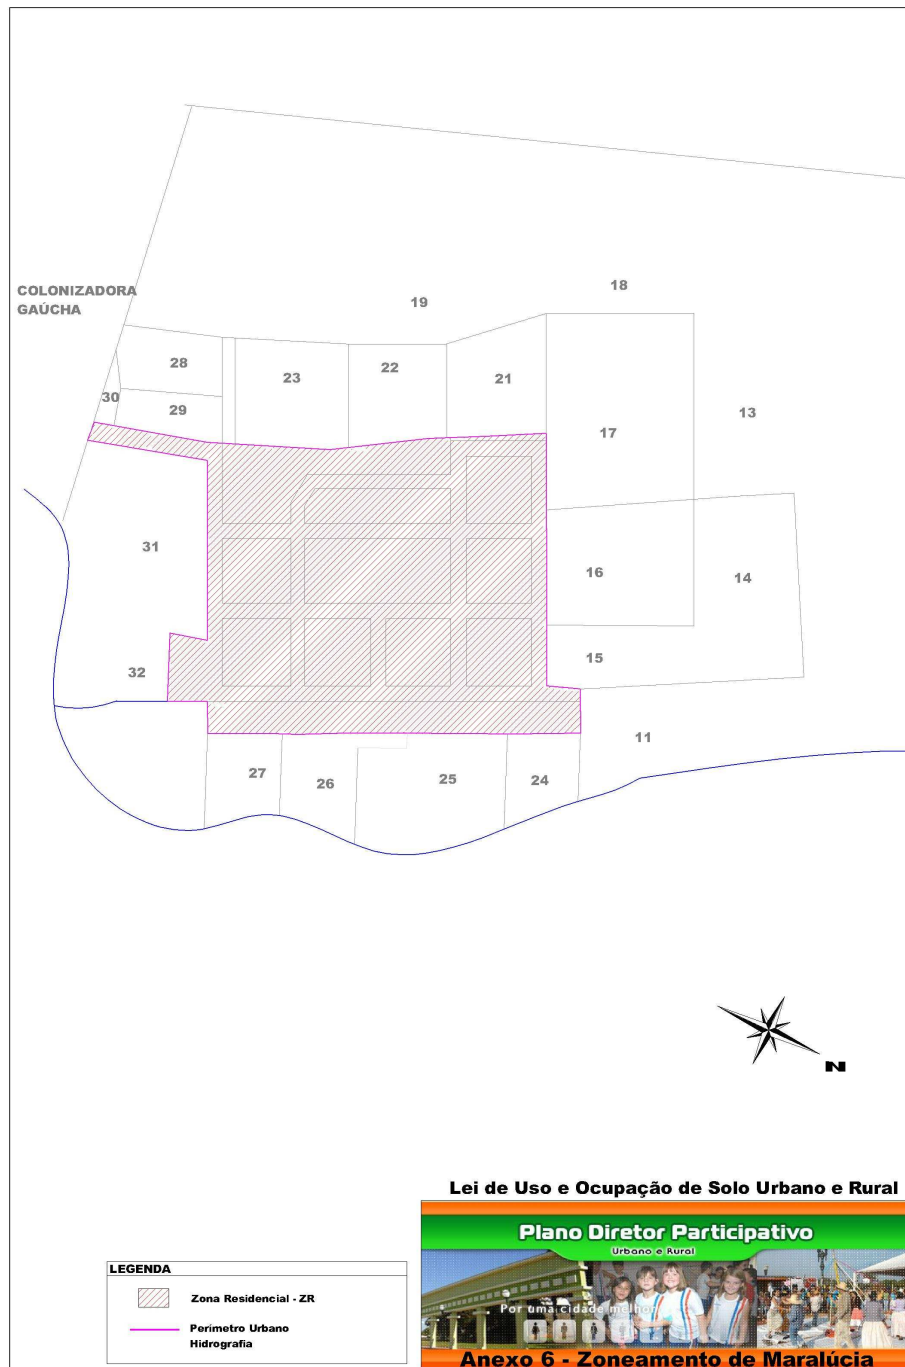 COLONIZADORA
GAÚCHA
19
18
28
23
22
21
30
29
13
17
31
16
14
32
15
11
27
26
25
24
N
Lei de Uso e Ocupação de Solo Urbano e Rural
Plano Diretor Participativo
Urbano e Rural
Por uma cidade melhor
LEGENDA
Zona Residencial - ZR
Perímetro Urbano
Hidrografia
Anexo 6 - Zoneamento de Maralúcia